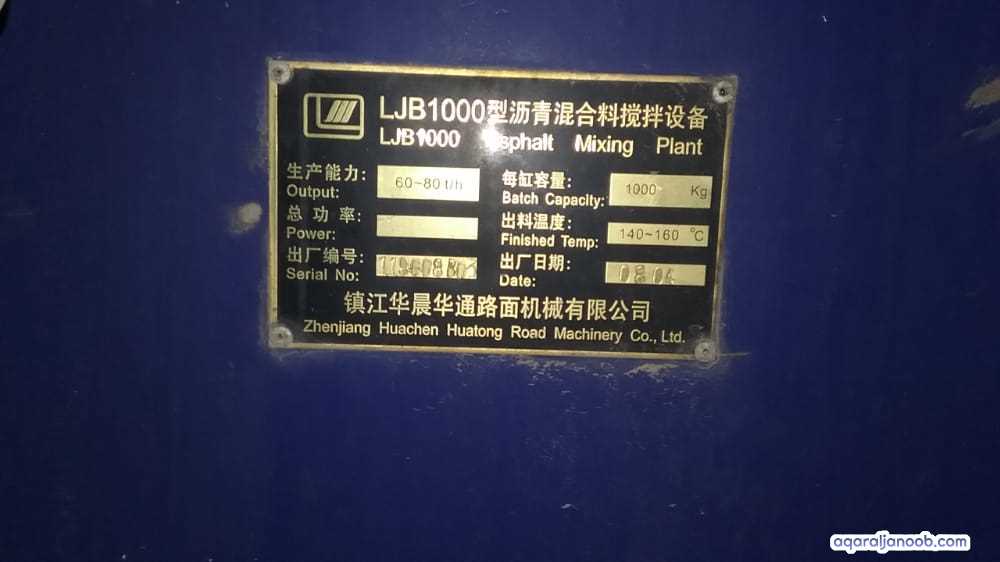 LJB1000型沥青混合料搅拌设备
LJB1000 Asphalt Mixing Plant
生产能力: 60~80 t/h 每缸容量: 1000 Kg
Output: Batch Capacity:
总功率: 出料温度: 140~160 °C
Power: Finished Temp:
出厂编号: 出厂日期:
Serial No: Date:
镇江华晨华通路面机械有限公司
Zhenjiang Huachen Huatong Road Machinery Co., Ltd.
aqaraljanoob.com